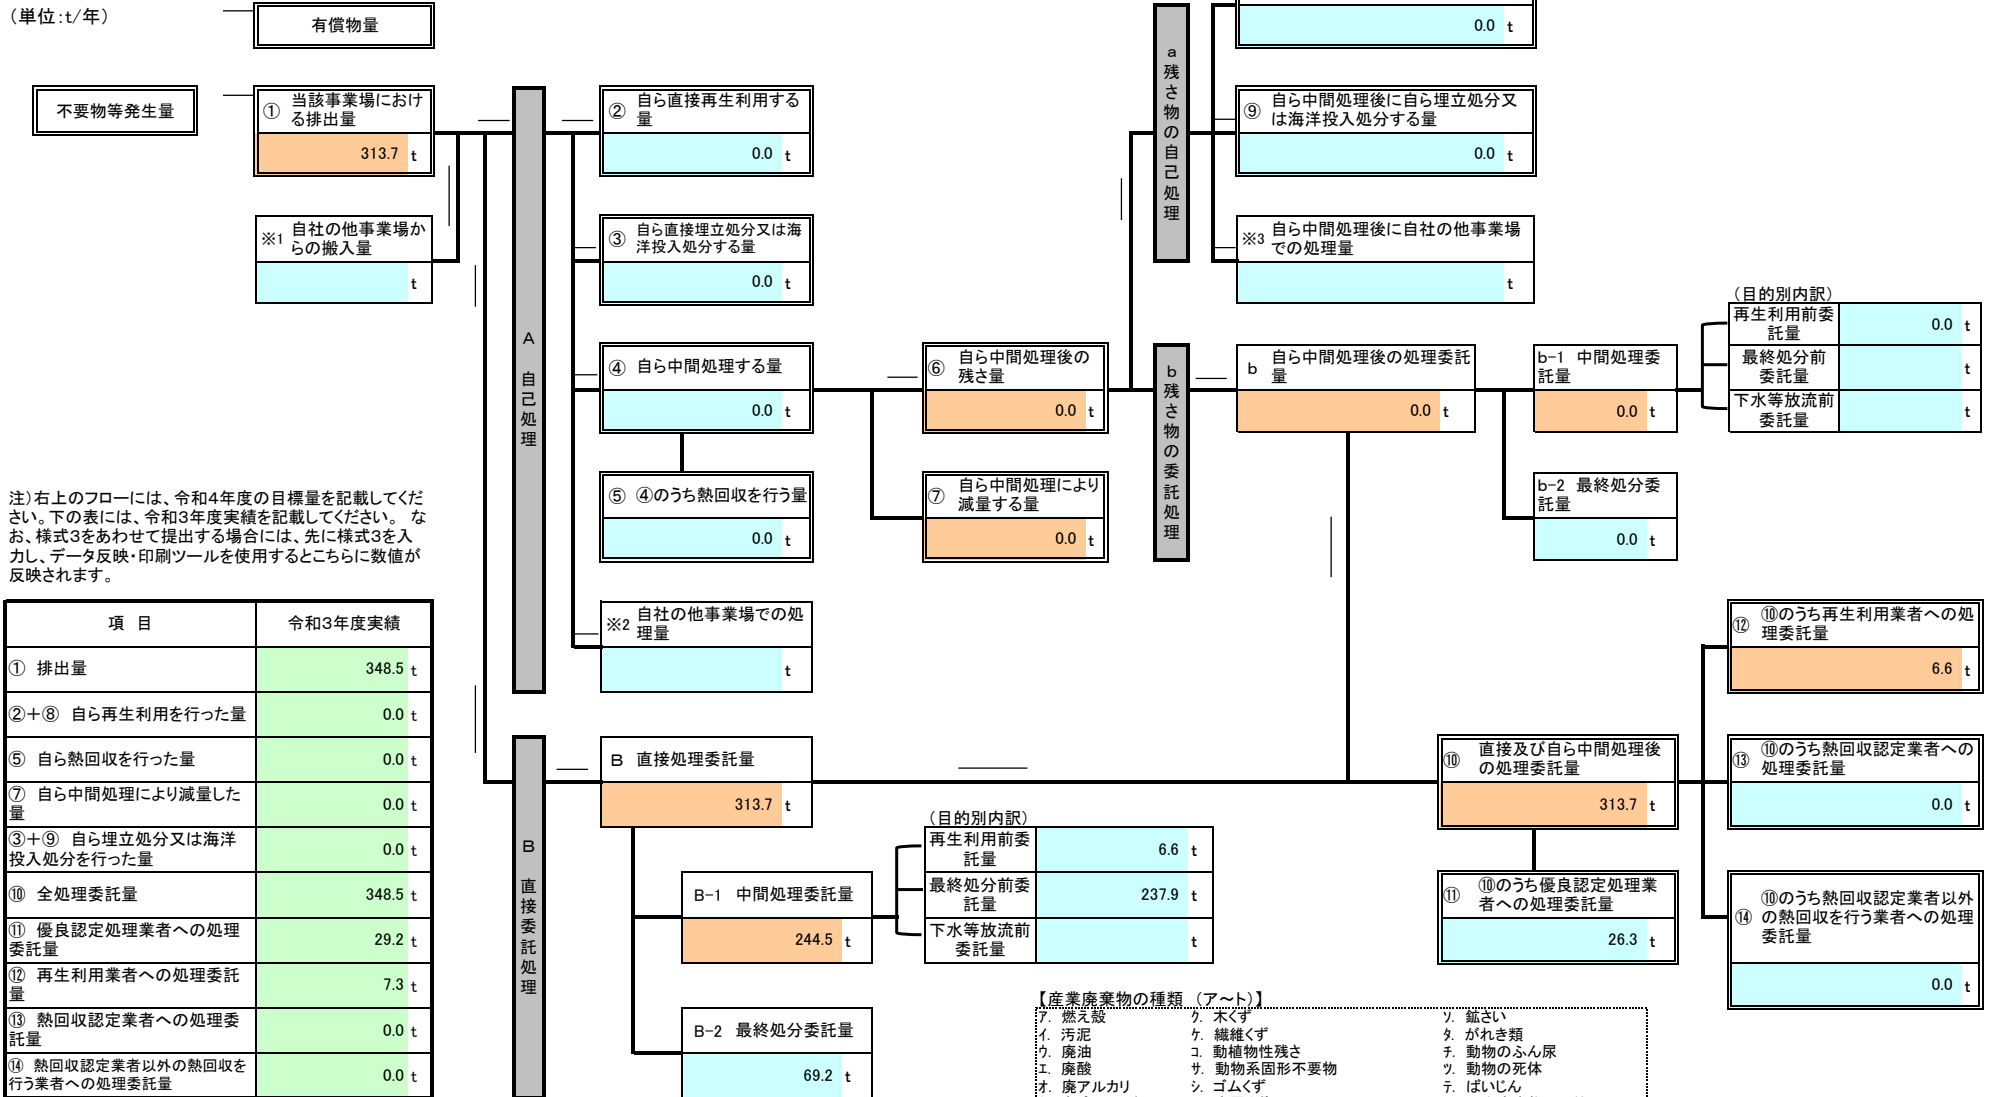 (単位:t/年)
有償物量
0.0 t
不要物等発生量
① 当該事業場におけ
る排出量
313.7 t
※1 自社の他事業場か
らの搬入量
t
A 自己処理
② 自ら直接再生利用する
量
0.0 t
③ 自ら直接埋立処分又は海
洋投入処分する量
0.0 t
④ 自ら中間処理する量
0.0 t
⑤ ④のうち熱回収を行う量
0.0 t
※2 自社の他事業場での処
理量
t
⑥ 自ら中間処理後の
残さ量
0.0 t
⑦ 自ら中間処理により
減量する量
0.0 t
a 残さ物の自己処理
⑨ 自ら中間処理後に自ら埋立処分又
は海洋投入処分する量
0.0 t
※3 自ら中間処理後に自社の他事業場
での処理量
t
b 残さ物の委託処理
b 自ら中間処理後の処理委託
量
0.0 t
b-1 中間処理委
託量
0.0 t
b-2 最終処分委
託量
0.0 t
(目的別内訳)
再生利用前委
託量
0.0 t
最終処分前
委託量
t
下水等放流前
委託量
t
注)右上のフローには、令和4年度の目標量を記載してくだ
さい。下の表には、令和3年度実績を記載してください。 な
お、様式3をあわせて提出する場合には、先に様式3を入
力し、データ反映・印刷ツールを使用するとこちらに数値が
反映されます。
項 目 令和3年度実績
① 排出量 348.5 t
②+⑧ 自ら再生利用を行った量 0.0 t
⑤ 自ら熱回収を行った量 0.0 t
⑦ 自ら中間処理により減量した
量 0.0 t
③+⑨ 自ら埋立処分又は海洋
投入処分を行った量 0.0 t
⑩ 全処理委託量 348.5 t
⑪ 優良認定処理業者への処理
委託量 29.2 t
⑫ 再生利用業者への処理委託
量 7.3 t
⑬ 熱回収認定業者への処理委
託量 0.0 t
⑭ 熱回収認定業者以外の熱回収を
行う業者への処理委託量 0.0 t
B 直接委託処理
B 直接処理委託量
313.7 t
B-1 中間処理委託量
244.5 t
B-2 最終処分委託量
69.2 t
(目的別内訳)
再生利用前委
託量
6.6 t
最終処分前委
託量
237.9 t
下水等放流前
委託量
t
⑩ 直接及び自ら中間処理後
の処理委託量
313.7 t
⑪ ⑩のうち優良認定処理業
者への処理委託量
26.3 t
⑫ ⑩のうち再生利用業者への処
理委託量
6.6 t
⑬ ⑩のうち熱回収認定業者への
処理委託量
0.0 t
⑭ ⑩のうち熱回収認定業者以外
の熱回収を行う業者への処理
委託量
0.0 t
【産業廃棄物の種類 (ア~ト)】
ア. 燃え殻 ク. 木くず ソ. 鉱さい
イ. 汚泥 ケ. 繊維くず タ. がれき類
ウ. 廃油 コ. 動植物性残さ チ. 動物のふん尿
エ. 廃酸 サ. 動物系固形不要物 ツ. 動物の死体
オ. 廃アルカリ シ. ゴムくず テ. ばいじん